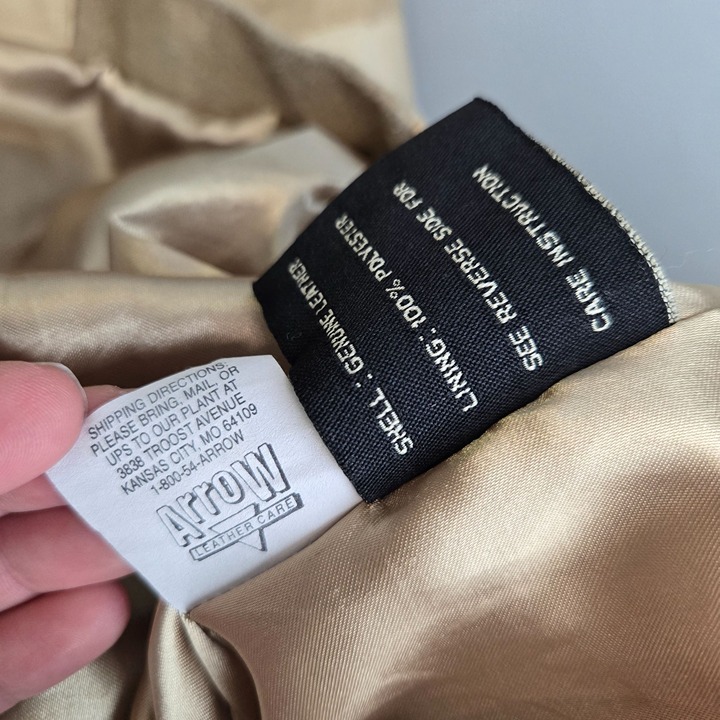 SHELL : GENUINE LEATHER
LINING : 100% POLYESTER
SEE REVERSE SIDE FOR
CARE INSTRUCTION
SHIPPING DIRECTIONS:
PLEASE BRING, MAIL, OR
UPS TO OUR PLANT AT
3838 TROOST AVENUE
KANSAS CITY, MO 64109
1-800-54-ARROW
ArroW
LEATHER CARE